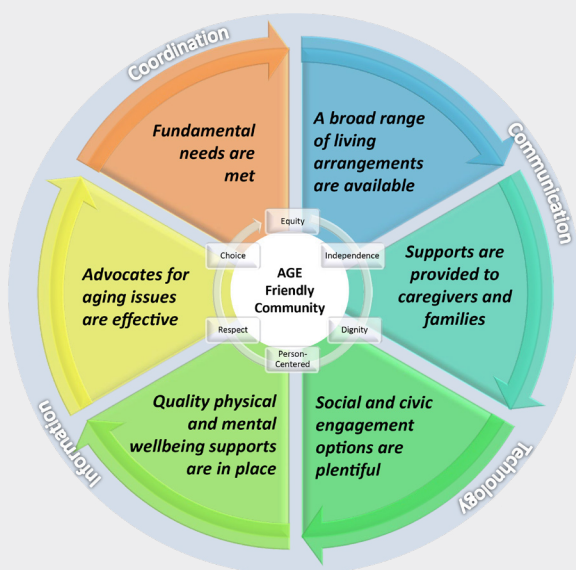 Coordination
Communication
Technology
Information
Fundamental
needs are
met
A broad range
of living
arrangements
are available
Supports are
provided to
caregivers and
families
Social and civic
engagement
options are
plentiful
Quality physical
and mental
wellbeing supports
are in place
Advocates for
aging issues
are effective
Equity
Independence
Dignity
Person-
Centered
Respect
Choice
AGE
Friendly
Community